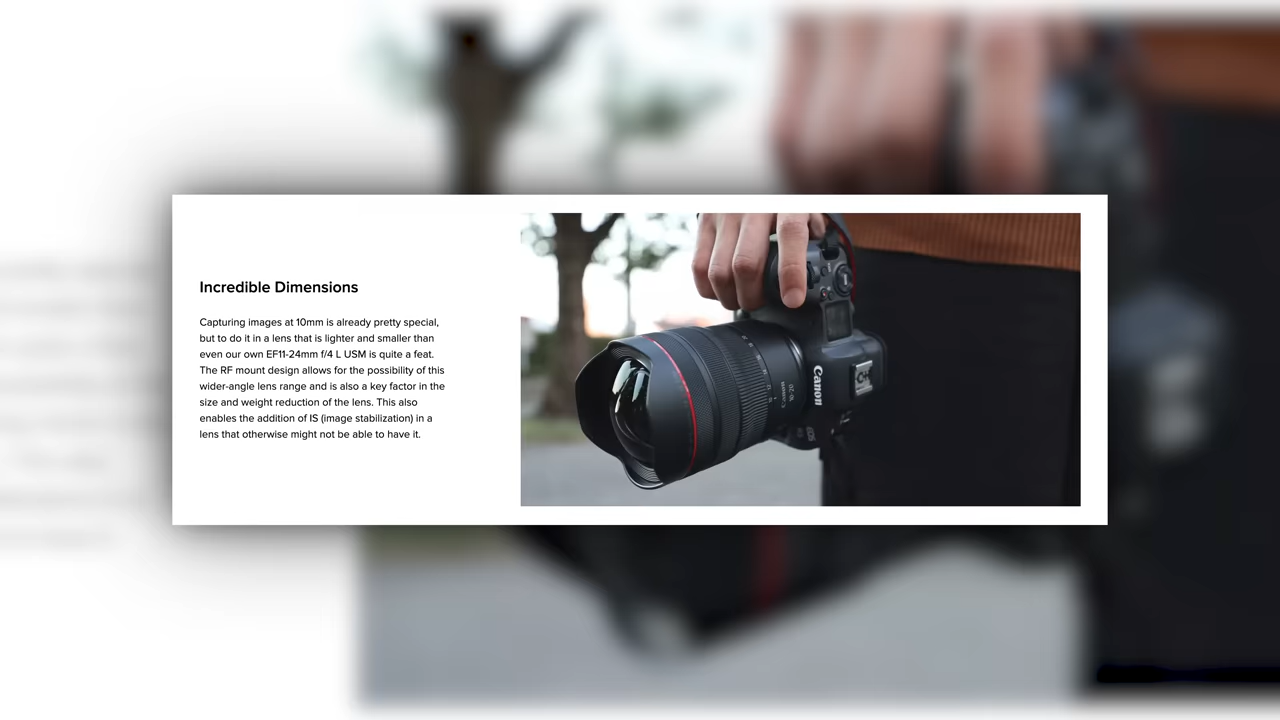 Incredible Dimensions
Capturing images at 10mm is already pretty special,
but to do it in a lens that is lighter and smaller than
even our own EF11-24mm f/4 L USM is quite a feat.
The RF mount design allows for the possibility of this
wider-angle lens range and is also a key factor in the
size and weight reduction of the lens. This also
enables the addition of IS (image stabilization) in a
lens that otherwise might not be able to have it.
Canon
Canon
10-20